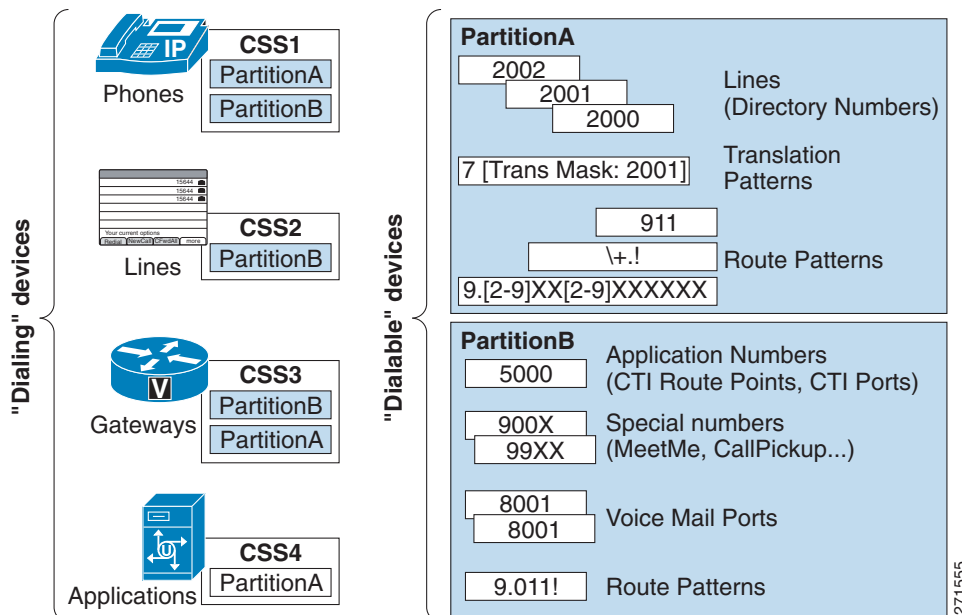 "Dialing" devices
IP
Phones
CSS1
PartitionA
PartitionB
15644
15644
15644
Your current options
Redial NewCall CFwdAll more
Lines
CSS2
PartitionB
V
Gateways
CSS3
PartitionB
PartitionA
U
Applications
CSS4
PartitionA
"Dialable" devices
PartitionA
2002
2001
2000
Lines
(Directory Numbers)
7 [Trans Mask: 2001]
Translation
Patterns
911
\+.!
9.[2-9]XX[2-9]XXXXXX
Route Patterns
PartitionB
5000
Application Numbers
(CTI Route Points, CTI Ports)
900X
99XX
Special numbers
(MeetMe, CallPickup...)
8001
8001
Voice Mail Ports
9.011!
Route Patterns
271555